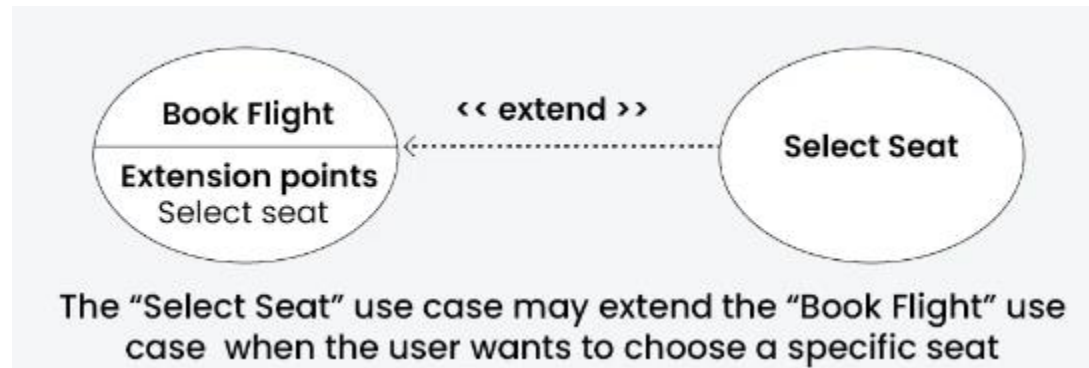 Book Flight
<< extend >>
Select Seat
Extension points
Select seat
The “Select Seat” use case may extend the “Book Flight” use
case when the user wants to choose a specific seat